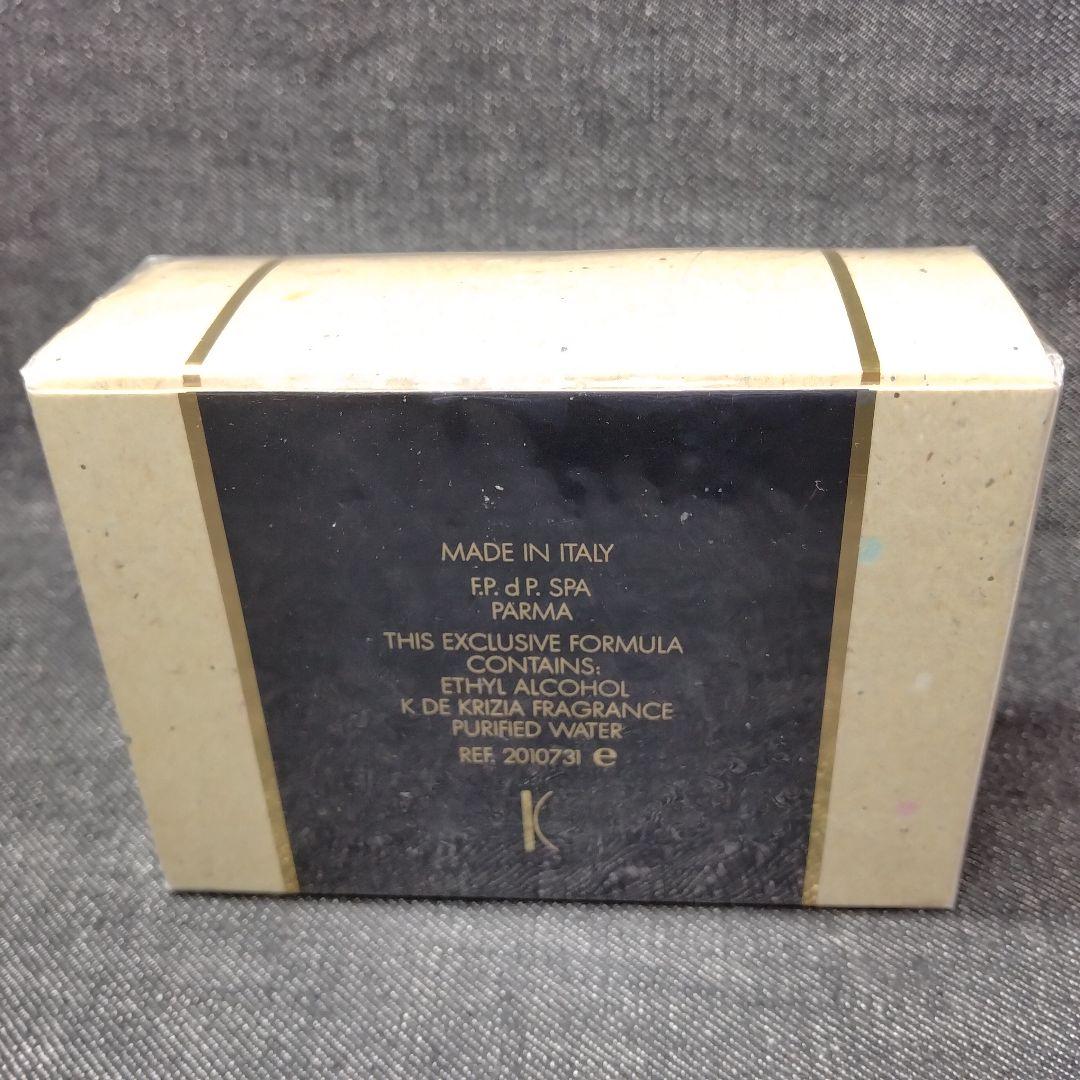 MADE IN ITALY
F.P. d P. SPA
PARMA
THIS EXCLUSIVE FORMULA
CONTAINS:
ETHYL ALCOHOL
K DE KRIZIA FRAGRANCE
PURIFIED WATER
REF. 2010731 e
K